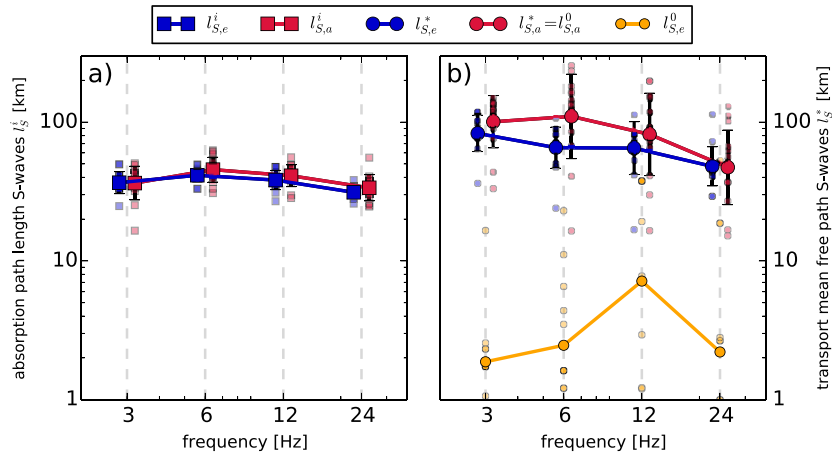 l^i_{S,e} l^i_{S,a} l^*_{S,e} l^*_{S,a}=l^0_{S,a} l^0_{S,e}
a)
b)
absorption path length S-waves l^i_S [km]
100
10
1
3 6 12 24
frequency [Hz]
3 6 12 24
frequency [Hz]
100
10
1
transport mean free path S-waves l^*_S [km]